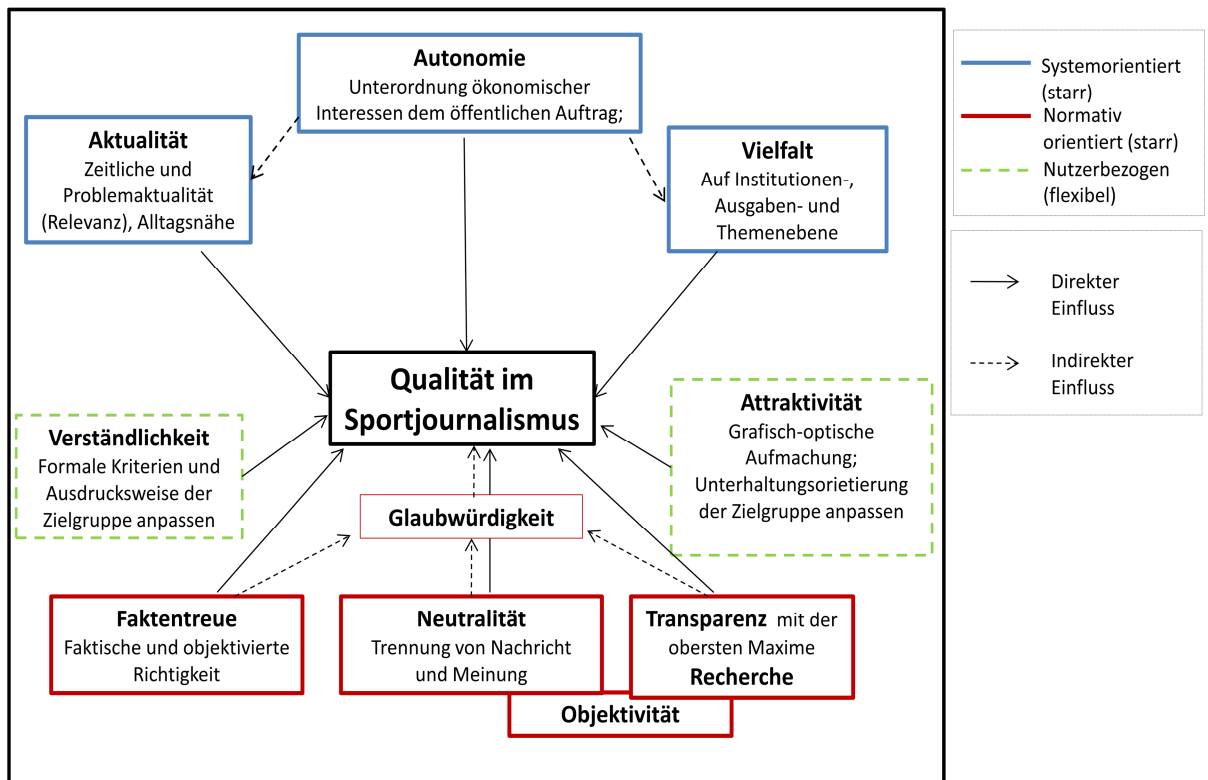 Autonomie
Unterordnung ökonomischer
Interessen dem öffentlichen Auftrag;
Aktualität
Zeitliche und
Problemaktualität
(Relevanz), Alltagsnähe
Vielfalt
Auf Institutionen-,
Ausgaben- und
Themenebene
Qualität im
Sportjournalismus
Verständlichkeit
Formale Kriterien und
Ausdrucksweise der
Zielgruppe anpassen
Attraktivität
Grafisch-optische
Aufmachung;
Unterhaltungsorietierung
der Zielgruppe anpassen
Glaubwürdigkeit
Faktentreue
Faktische und objektivierte
Richtigkeit
Neutralität
Trennung von Nachricht
und Meinung
Transparenz mit der
obersten Maxime
Recherche
Objektivität
Systemorientiert
(starr)
Normativ
orientiert (starr)
Nutzerbezogen
(flexibel)
Direkter
Einfluss
Indirekter
Einfluss